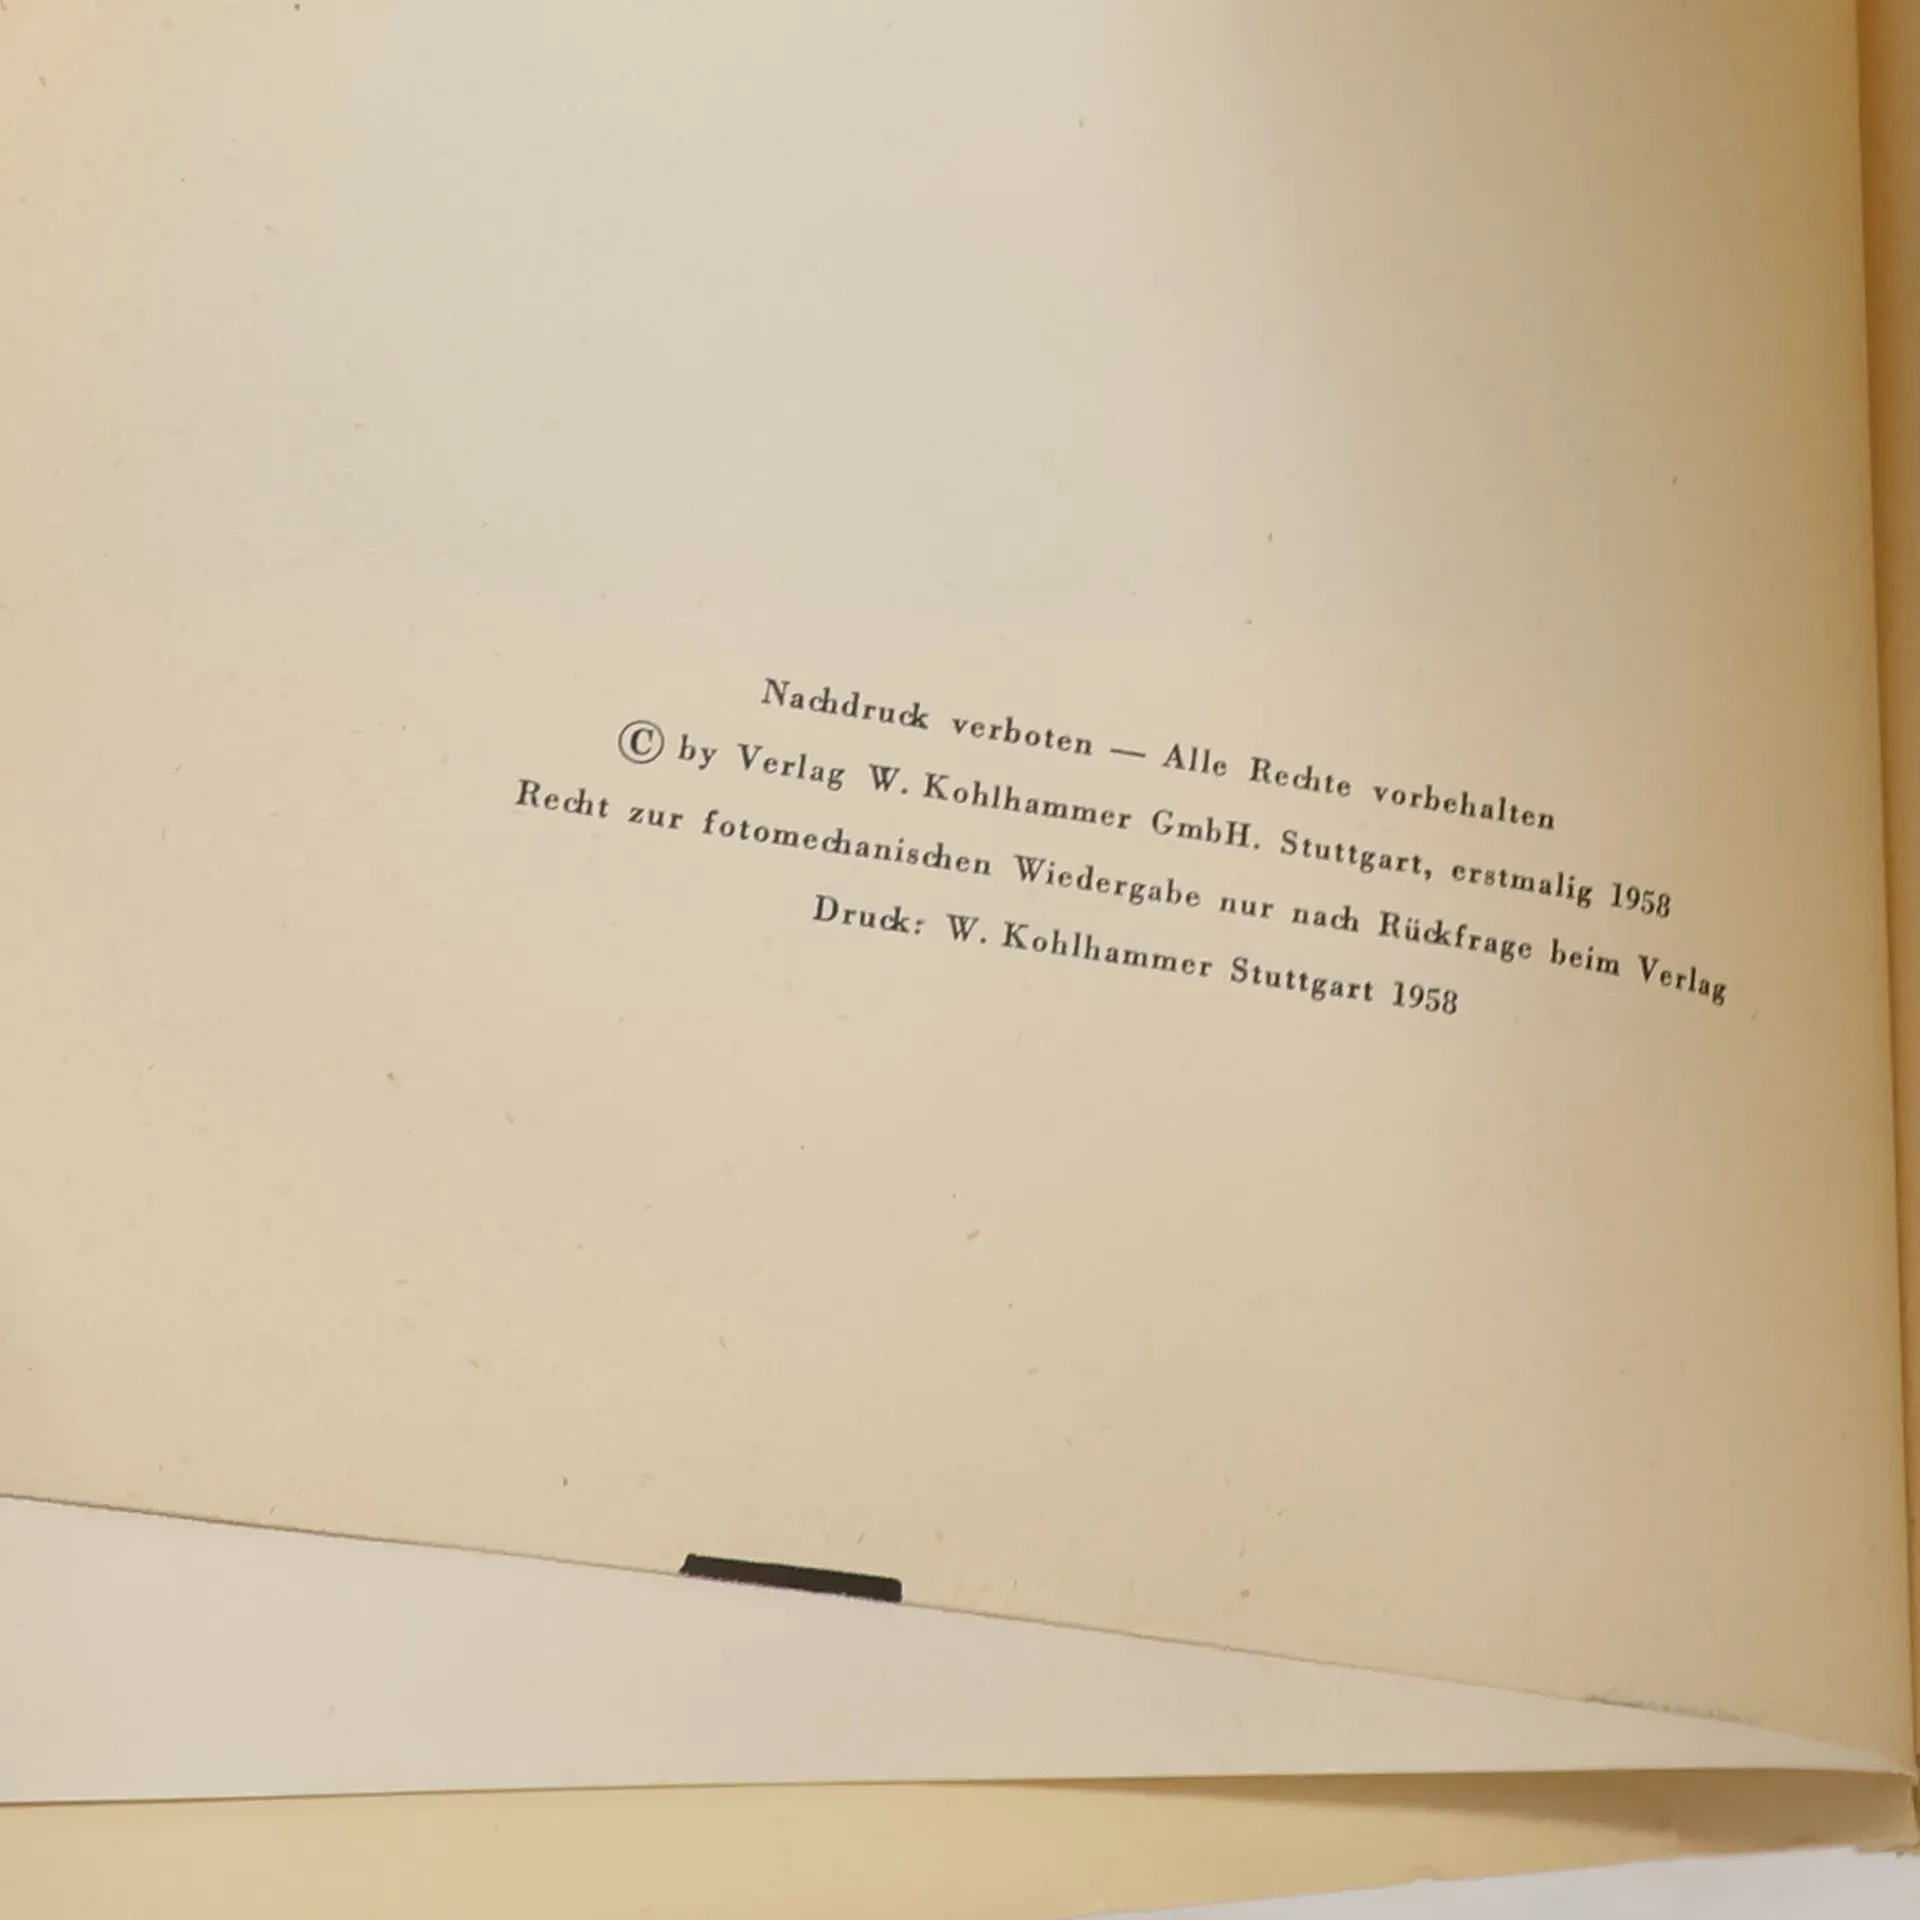 Nachdruck verboten — Alle Rechte vorbehalten
© by Verlag W. Kohlhammer GmbH. Stuttgart, erstmalig 1958
Recht zur fotomechanischen Wiedergabe nur nach Rückfrage beim Verlag
Druck: W. Kohlhammer Stuttgart 1958